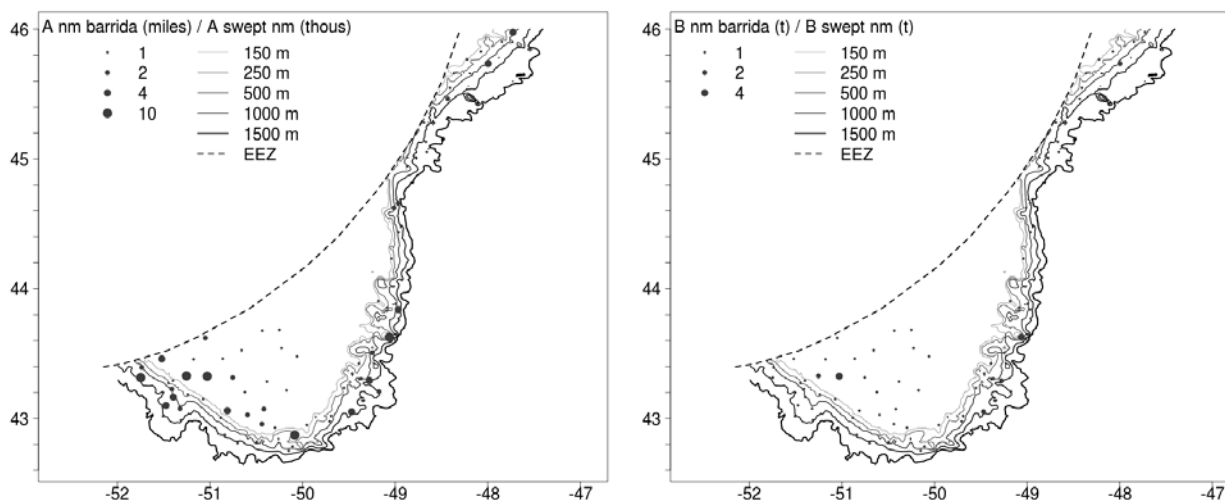 A nm barrida (miles) / A swept nm (thous)
1
2
4
10
150 m
250 m
500 m
1000 m
1500 m
EEZ
46
45
44
43
-52
-51
-50
-49
-48
-47
B nm barrida (t) / B swept nm (t)
1
2
4
150 m
250 m
500 m
1000 m
1500 m
EEZ
46
45
44
43
-52
-51
-50
-49
-48
-47